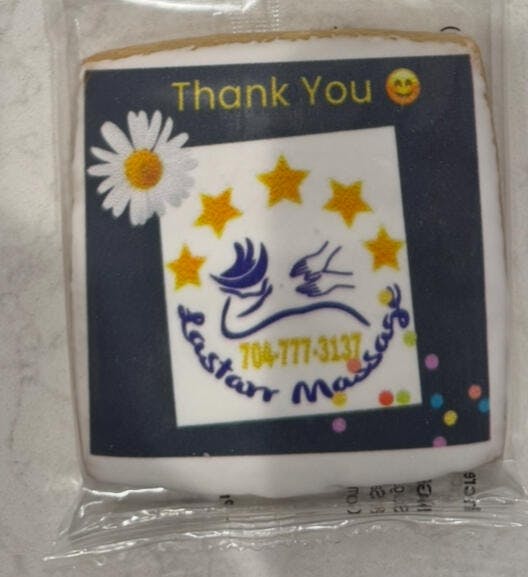 Thank You 😊
704-777-3137
Lastarr Massage